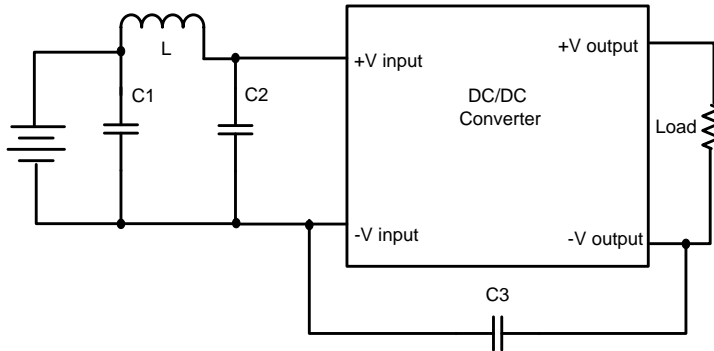 L
C1
C2
+V input
+V output
DC/DC
Converter
Load
-V input
-V output
C3